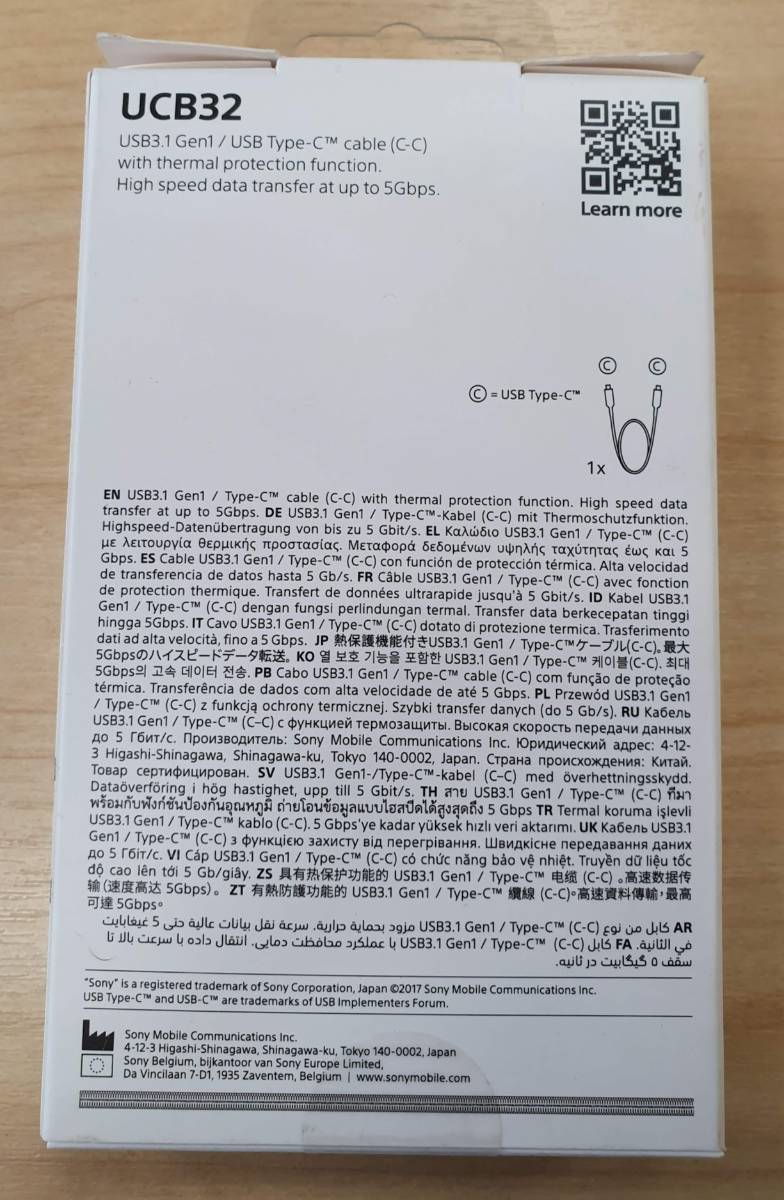 UCB32
USB3.1 Gen1 / USB Type-C™ cable (C-C)
with thermal protection function.
High speed data transfer at up to 5Gbps.
Learn more
C C
C = USB Type-C™
1x
EN USB3.1 Gen1 / Type-C™ cable (C-C) with thermal protection function. High speed data
transfer at up to 5Gbps. DE USB3.1 Gen1 / Type-C™-Kabel (C-C) mit Thermoschutzfunktion.
Highspeed-Datenübertragung von bis zu 5 Gbit/s. EL Καλώδιο USB3.1 Gen1 / Type-C™ (C-C)
με λειτουργία θερμικής προστασίας. Μεταφορά δεδομένων υψηλής ταχύτητας έως και 5
Gbps. ES Cable USB3.1 Gen1 / Type-C™ (C-C) con función de protección térmica. Alta velocidad
de transferencia de datos hasta 5 Gb/s. FR Câble USB3.1 Gen1 / Type-C™ (C-C) avec fonction
de protection thermique. Transfert de données ultrarapide jusqu'à 5 Gbit/s. ID Kabel USB3.1
Gen1 / Type-C™ (C-C) dengan fungsi perlindungan termal. Transfer data berkecepatan tinggi
hingga 5Gbps. IT Cavo USB3.1 Gen1 / Type-C™ (C-C) dotato di protezione termica. Trasferimento
dati ad alta velocità, fino a 5 Gbps. JP 熱保護機能付きUSB3.1 Gen1 / Type-C™ケーブル(C-C)。最大
5Gbpsのハイスピードデータ転送。 KO 열 보호 기능을 포함한 USB3.1 Gen1 / Type-C™ 케이블(C-C). 최대
5Gbps의 고속 데이터 전송. PB Cabo USB3.1 Gen1 / Type-C™ cable (C-C) com função de proteção
térmica. Transferência de dados com alta velocidade de até 5 Gbps. PL Przewód USB3.1 Gen1
/ Type-C™ (C-C) z funkcją ochrony termicznej. Szybki transfer danych (do 5 Gb/s). RU Кабель
USB3.1 Gen1 / Type-C™ (C–C) с функцией термозащиты. Высокая скорость передачи данных
до 5 Гбит/с. Производитель: Sony Mobile Communications Inc. Юридический адрес: 4-12-
3 Higashi-Shinagawa, Shinagawa-ku, Tokyo 140-0002, Japan. Страна происхождения: Китай.
Товар сертифицирован. SV USB3.1 Gen1-/Type-C™-kabel (C–C) med överhettningsskydd.
Dataöverföring i hög hastighet, upp till 5 Gbit/s. TH สาย USB3.1 Gen1 / Type-C™ (C-C) ที่มา
พร้อมกับฟังก์ชันป้องกันอุณหภูมิ ถ่ายโอนข้อมูลแบบไฮสปีดได้สูงสุดถึง 5 Gbps TR Termal koruma işlevli
USB3.1 Gen1 / Type-C™ kablo (C-C). 5 Gbps'ye kadar yüksek hızlı veri aktarımı. UK Кабель USB3.1
Gen1 / Type-C™ (C-C) з функцією захисту від перегрівання. Швидкісне передавання даних
до 5 Гбіт/с. VI Cáp USB3.1 Gen1 / Type-C™ (C-C) có chức năng bảo vệ nhiệt. Truyền dữ liệu tốc
độ cao lên tới 5 Gb/giây. ZS 具有热保护功能的 USB3.1 Gen1 / Type-C™ 电缆 (C-C) 。高速数据传
输(速度高达 5Gbps)。 ZT 有熱防護功能的 USB3.1 Gen1 / Type-C™ 纜線 (C-C)。高速資料傳輸，最高
可達 5Gbps。
AR كابل من نوع USB3.1 Gen1 / Type-C™ (C-C) مزود بحماية حرارية. سرعة نقل بيانات عالية حتى 5 غيغابايت
في الثانية. FA کابل USB3.1 Gen1 / Type-C™ (C-C) با عملکرد محافظت دمایی. انتقال داده با سرعت بالا تا
سقف ۵ گیگابیت در ثانیه.
"Sony" is a registered trademark of Sony Corporation, Japan ©2017 Sony Mobile Communications Inc.
USB Type-C™ and USB-C™ are trademarks of USB Implementers Forum.
Sony Mobile Communications Inc.
4-12-3 Higashi-Shinagawa, Shinagawa-ku, Tokyo 140-0002, Japan
Sony Belgium, bijkantoor van Sony Europe Limited,
Da Vincilaan 7-D1, 1935 Zaventem, Belgium | www.sonymobile.com